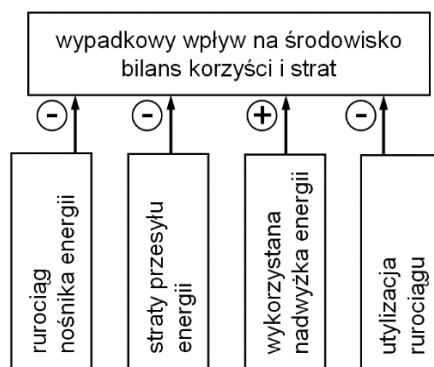 wypadkowy wpływ na środowisko
bilans korzyści i strat
-
-
+
-
rurociąg
nośnika energii
straty przesyłu
energii
wykorzystana
nadwyżka energii
utylizacja
rurociągu